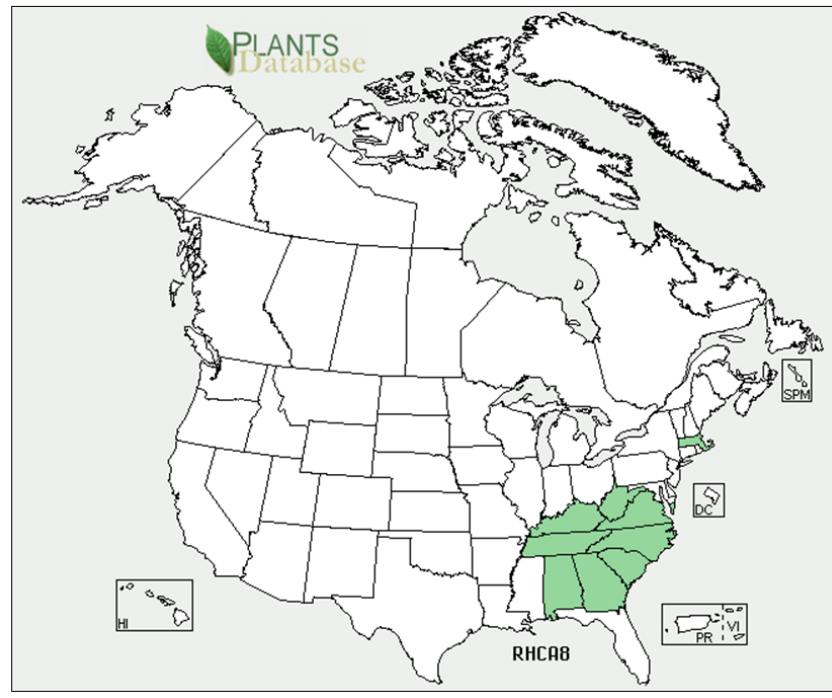 PLANTS
Database
SPM
DC
HI
PR
VI
RHCA8